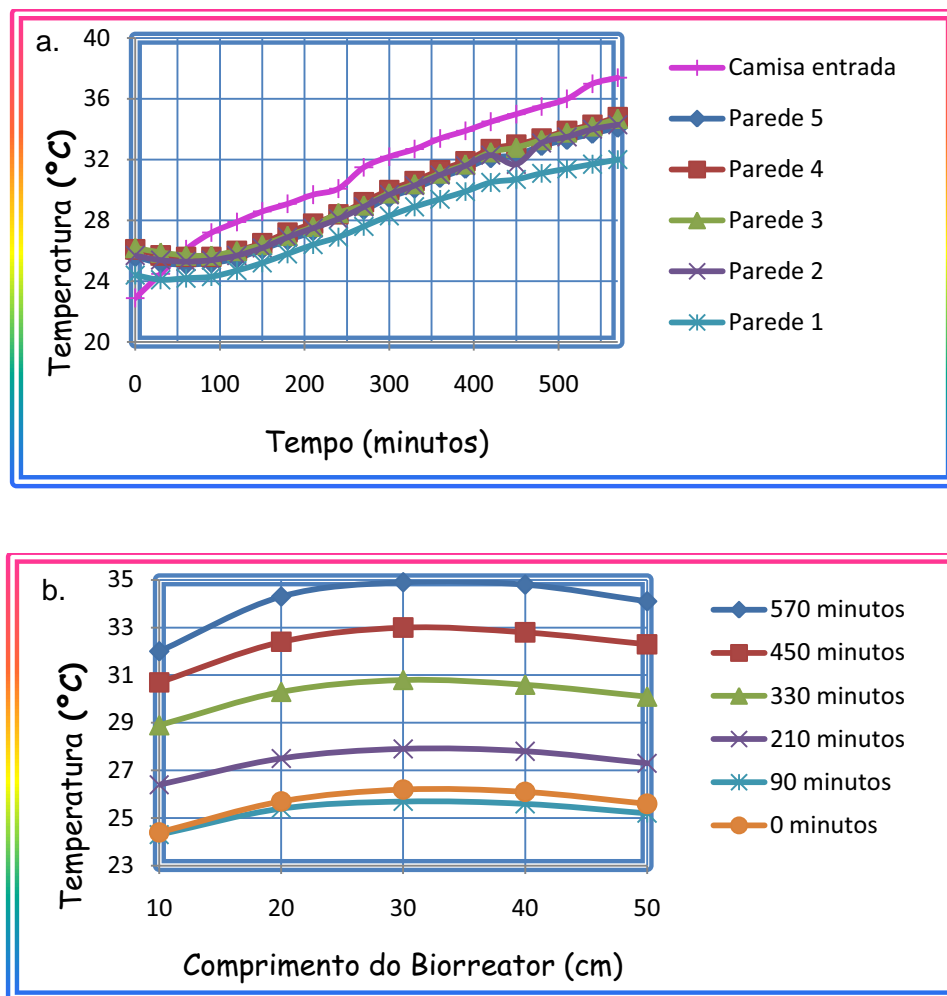 a.
40
36
32
28
24
20
Temperatura (°C)
0 100 200 300 400 500
Tempo (minutos)
Camisa entrada
Parede 5
Parede 4
Parede 3
Parede 2
Parede 1
b.
35
33
31
29
27
25
23
Temperatura (°C)
10 20 30 40 50
Comprimento do Biorreator (cm)
570 minutos
450 minutos
330 minutos
210 minutos
90 minutos
0 minutos